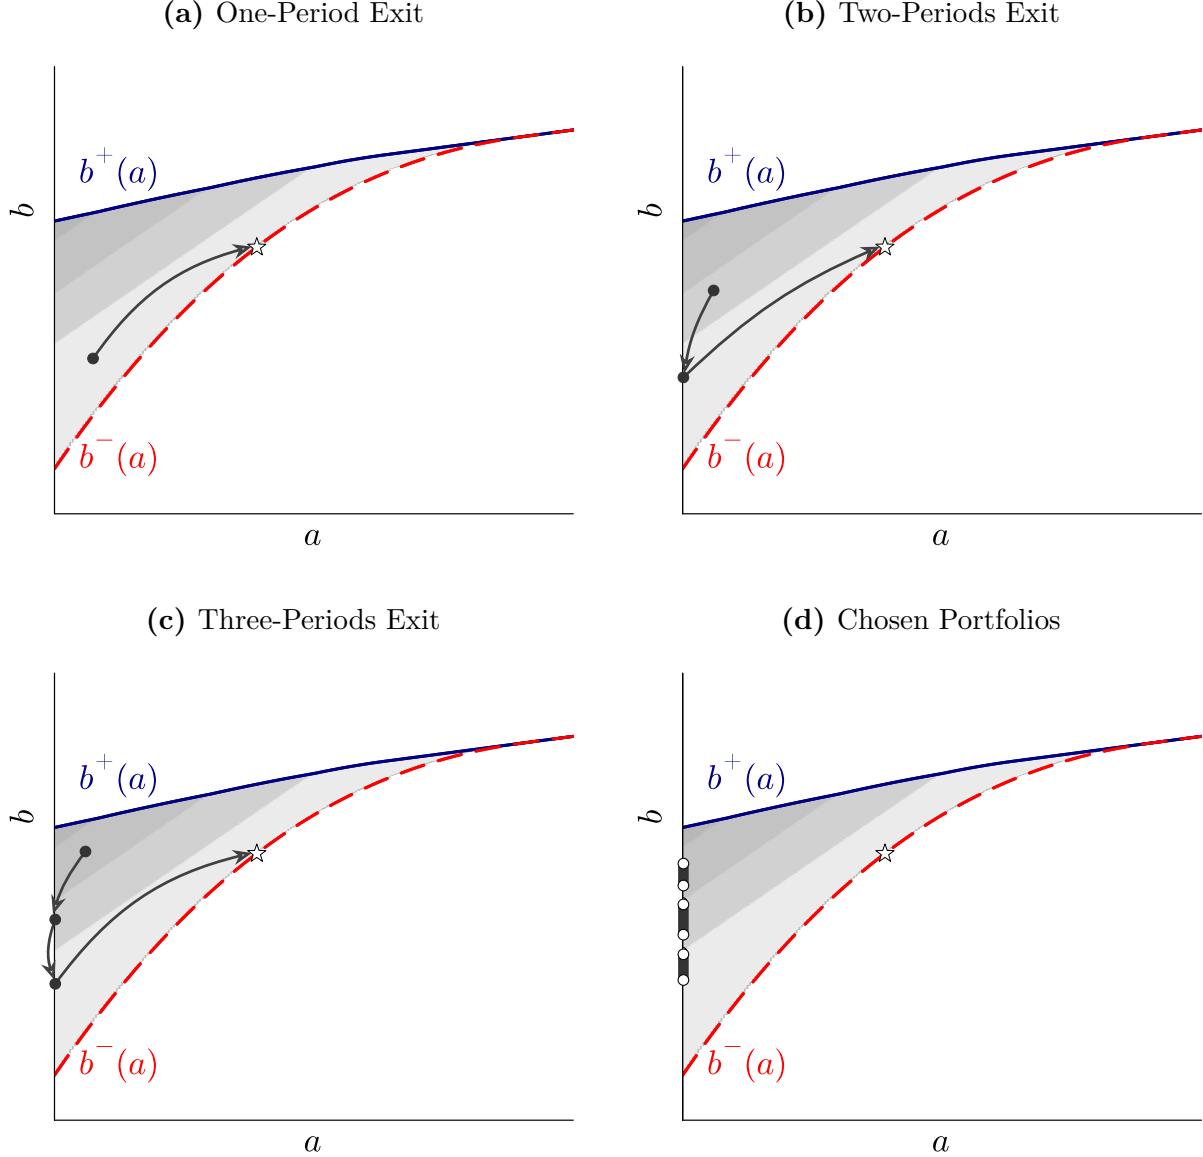 (a) One-Period Exit
b⁺(a)
b
b⁻(a)
a
(b) Two-Periods Exit
b⁺(a)
b
b⁻(a)
a
(c) Three-Periods Exit
b⁺(a)
b
b⁻(a)
a
(d) Chosen Portfolios
b⁺(a)
b
b⁻(a)
a